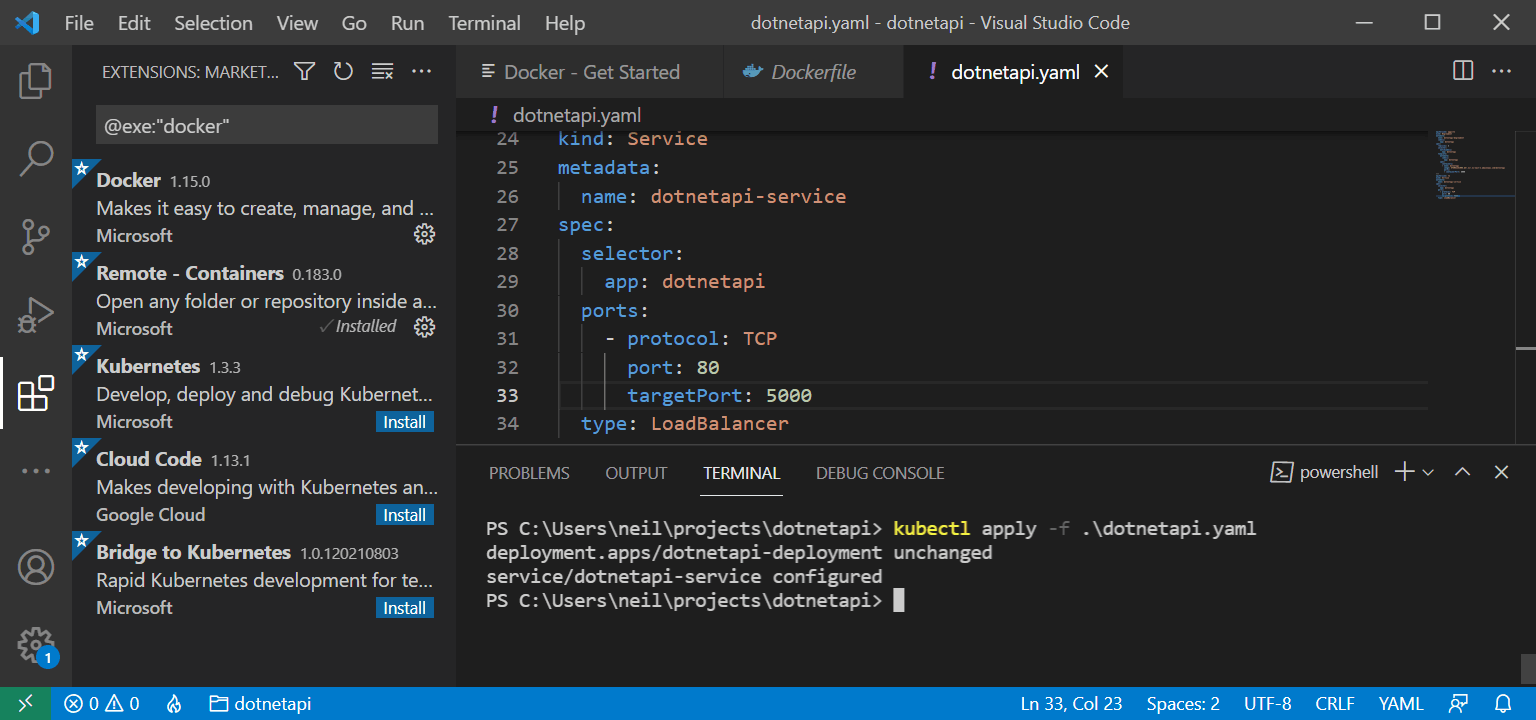 File Edit Selection View Go Run Terminal Help
dotnetapi.yaml - dotnetapi - Visual Studio Code
EXTENSIONS: MARKET...
@exe:"docker"
Docker 1.15.0
Makes it easy to create, manage, and ...
Microsoft
Remote - Containers 0.183.0
Open any folder or repository inside a...
Microsoft
✓Installed
Kubernetes 1.3.3
Develop, deploy and debug Kubernet...
Microsoft
Install
Cloud Code 1.13.1
Makes developing with Kubernetes an...
Google Cloud
Install
Bridge to Kubernetes 1.0.120210803
Rapid Kubernetes development for te...
Microsoft
Install
1
Docker - Get Started
Dockerfile
! dotnetapi.yaml
! dotnetapi.yaml
24 kind: Service
25 metadata:
26 name: dotnetapi-service
27 spec:
28 selector:
29 app: dotnetapi
30 ports:
31 - protocol: TCP
32 port: 80
33 targetPort: 5000
34 type: LoadBalancer
PROBLEMS OUTPUT TERMINAL DEBUG CONSOLE
powershell
PS C:\Users\neil\projects\dotnetapi> kubectl apply -f .\dotnetapi.yaml
deployment.apps/dotnetapi-deployment unchanged
service/dotnetapi-service configured
PS C:\Users\neil\projects\dotnetapi>
0 0 dotnetapi
Ln 33, Col 23 Spaces: 2 UTF-8 CRLF YAML